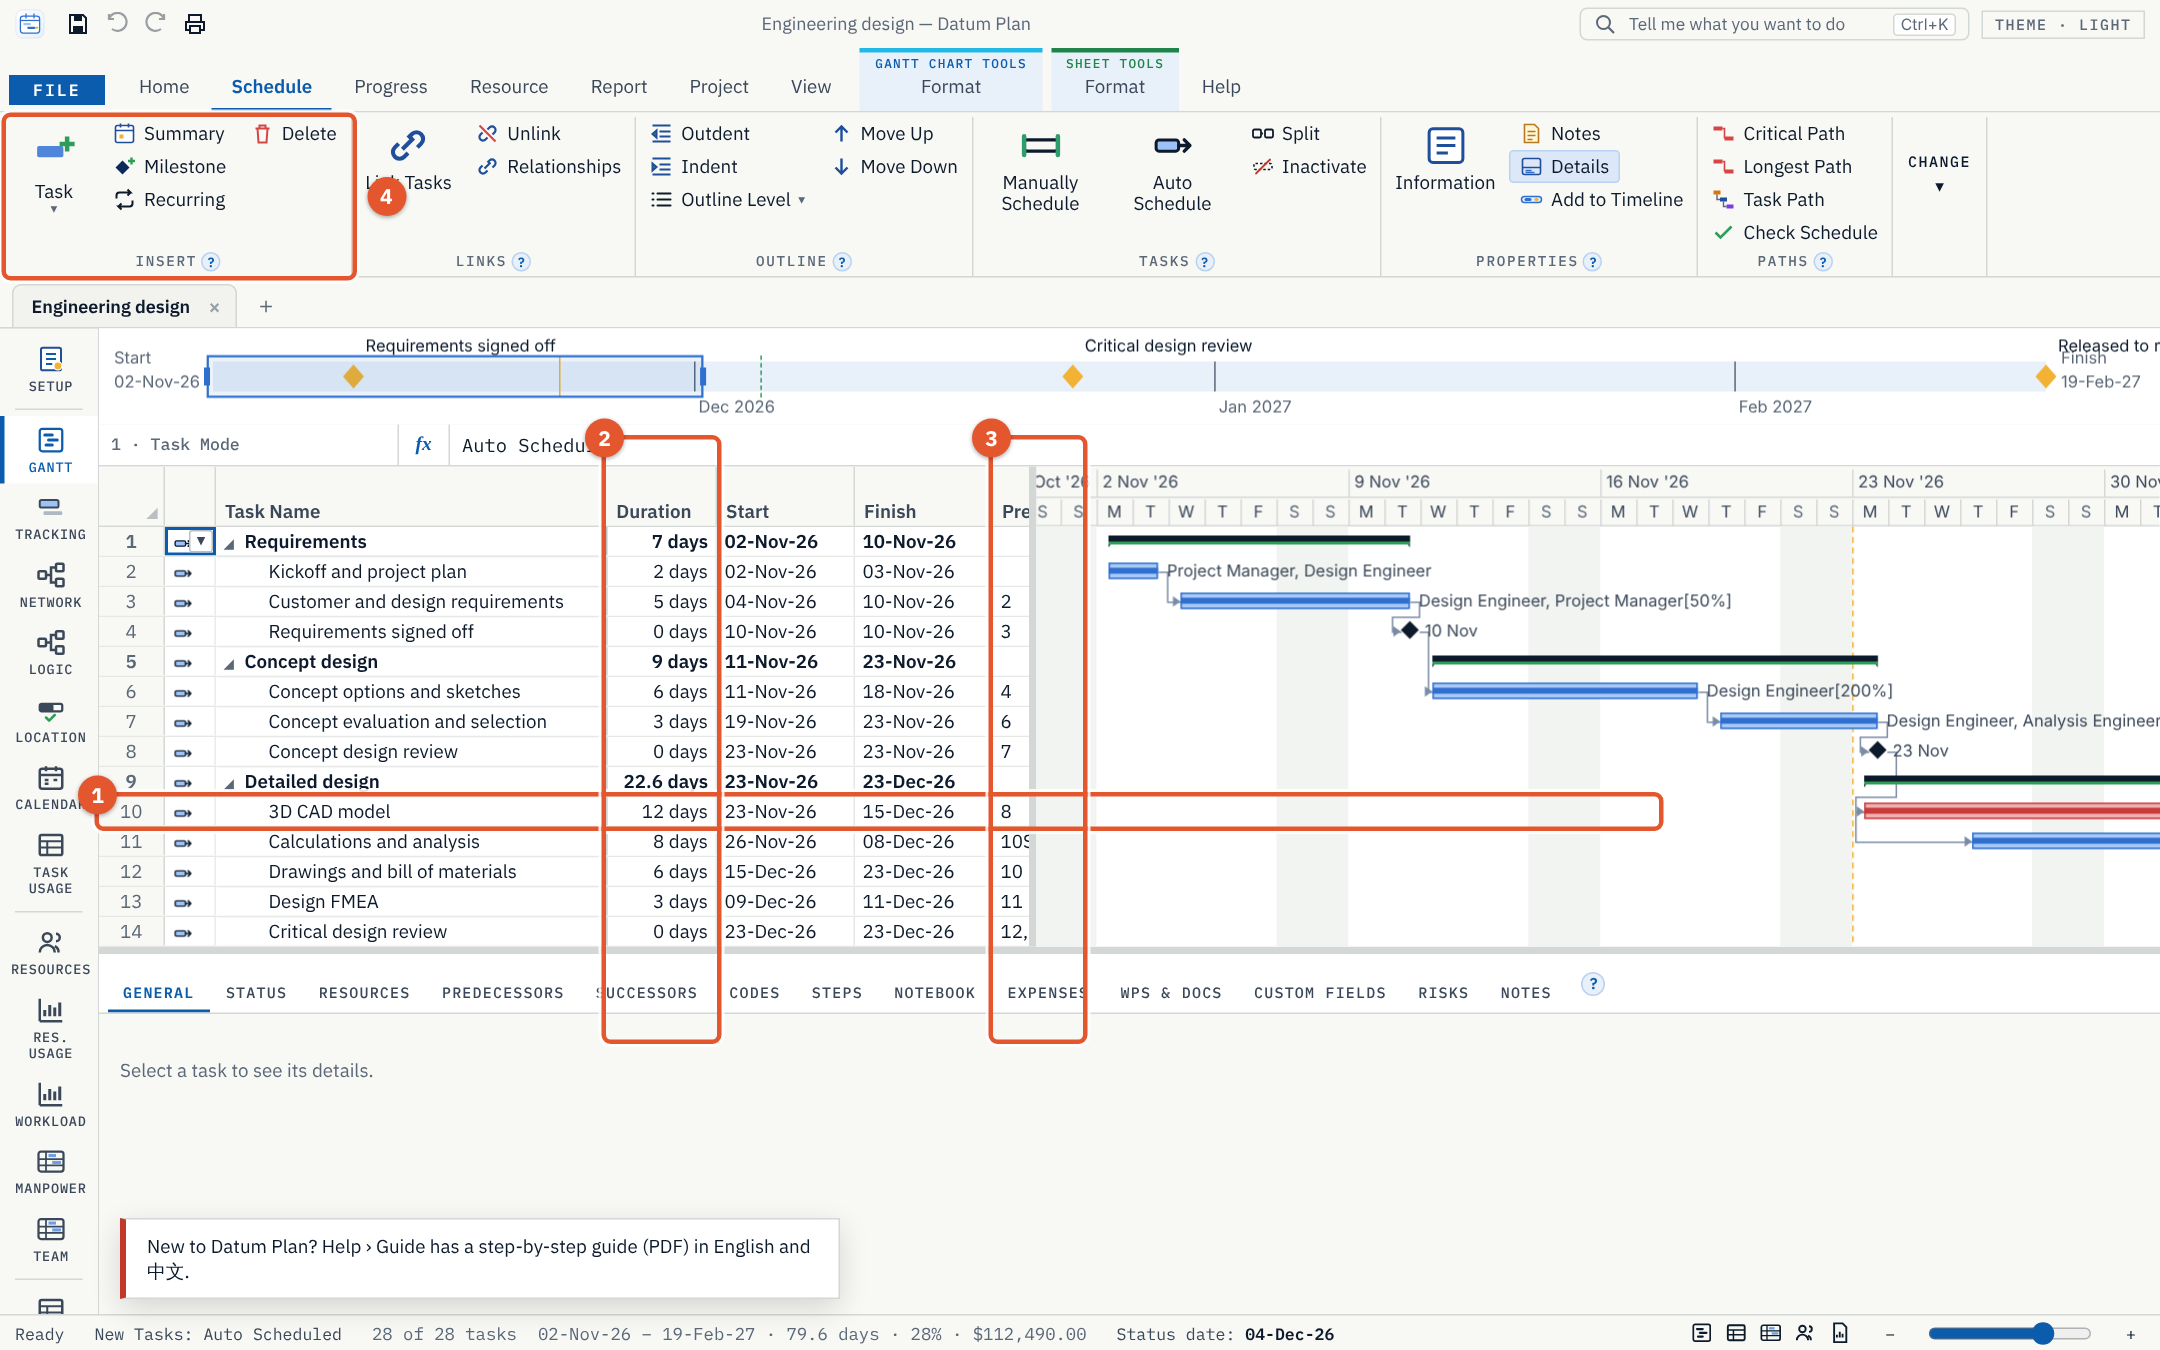 Engineering design — Datum Plan
Tell me what you want to do
Ctrl+K
THEME · LIGHT
FILE
Home
Schedule
Progress
Resource
Report
Project
View
GANTT CHART TOOLS
Format
SHEET TOOLS
Format
Help
Task
Summary
Milestone
Recurring
Delete
INSERT ?
4
Tasks
Unlink
Relationships
LINKS ?
Outdent
Indent
Outline Level
Move Up
Move Down
OUTLINE ?
Manually
Schedule
Auto
Schedule
Split
Inactivate
TASKS ?
Information
Notes
Details
Add to Timeline
PROPERTIES ?
Critical Path
Longest Path
Task Path
Check Schedule
PATHS ?
CHANGE
Engineering design × +
Start
02-Nov-26
Requirements signed off
Critical design review
Released to
Finish
19-Feb-27
Dec 2026
Jan 2027
Feb 2027
1 · Task Mode
fx
Auto
2
3
Task Name Duration Start Finish Pre
Oct '26 2 Nov '26 9 Nov '26 16 Nov '26 23 Nov '26 30
S S M T W T F S S M T W T F S S M T W T F S S M T W T F S S M T
1 Requirements 7 days 02-Nov-26 10-Nov-26
2 Kickoff and project plan 2 days 02-Nov-26 03-Nov-26
Project Manager, Design Engineer
3 Customer and design requirements 5 days 04-Nov-26 10-Nov-26 2
Design Engineer, Project Manager[50%]
4 Requirements signed off 0 days 10-Nov-26 10-Nov-26 3
10 Nov
5 Concept design 9 days 11-Nov-26 23-Nov-26
6 Concept options and sketches 6 days 11-Nov-26 18-Nov-26 4
Design Engineer[200%]
7 Concept evaluation and selection 3 days 19-Nov-26 23-Nov-26 6
Design Engineer, Analysis Engineer
8 Concept design review 0 days 23-Nov-26 23-Nov-26 7
23 Nov
9 Detailed design 22.6 days 23-Nov-26 23-Dec-26
1
10 3D CAD model 12 days 23-Nov-26 15-Dec-26 8
11 Calculations and analysis 8 days 26-Nov-26 08-Dec-26 10S
12 Drawings and bill of materials 6 days 15-Dec-26 23-Dec-26 10
13 Design FMEA 3 days 09-Dec-26 11-Dec-26 11
14 Critical design review 0 days 23-Dec-26 23-Dec-26 12,
SETUP
GANTT
TRACKING
NETWORK
LOGIC
LOCATION
CALENDAR
TASK
USAGE
RESOURCES
RES.
USAGE
WORKLOAD
MANPOWER
TEAM
GENERAL STATUS RESOURCES PREDECESSORS SUCCESSORS CODES STEPS NOTEBOOK EXPENSES WPS & DOCS CUSTOM FIELDS RISKS NOTES ?
Select a task to see its details.
New to Datum Plan? Help › Guide has a step-by-step guide (PDF) in English and
中文.
Ready New Tasks: Auto Scheduled 28 of 28 tasks 02-Nov-26 – 19-Feb-27 · 79.6 days · 28% · $112,490.00 Status date: 04-Dec-26 – +